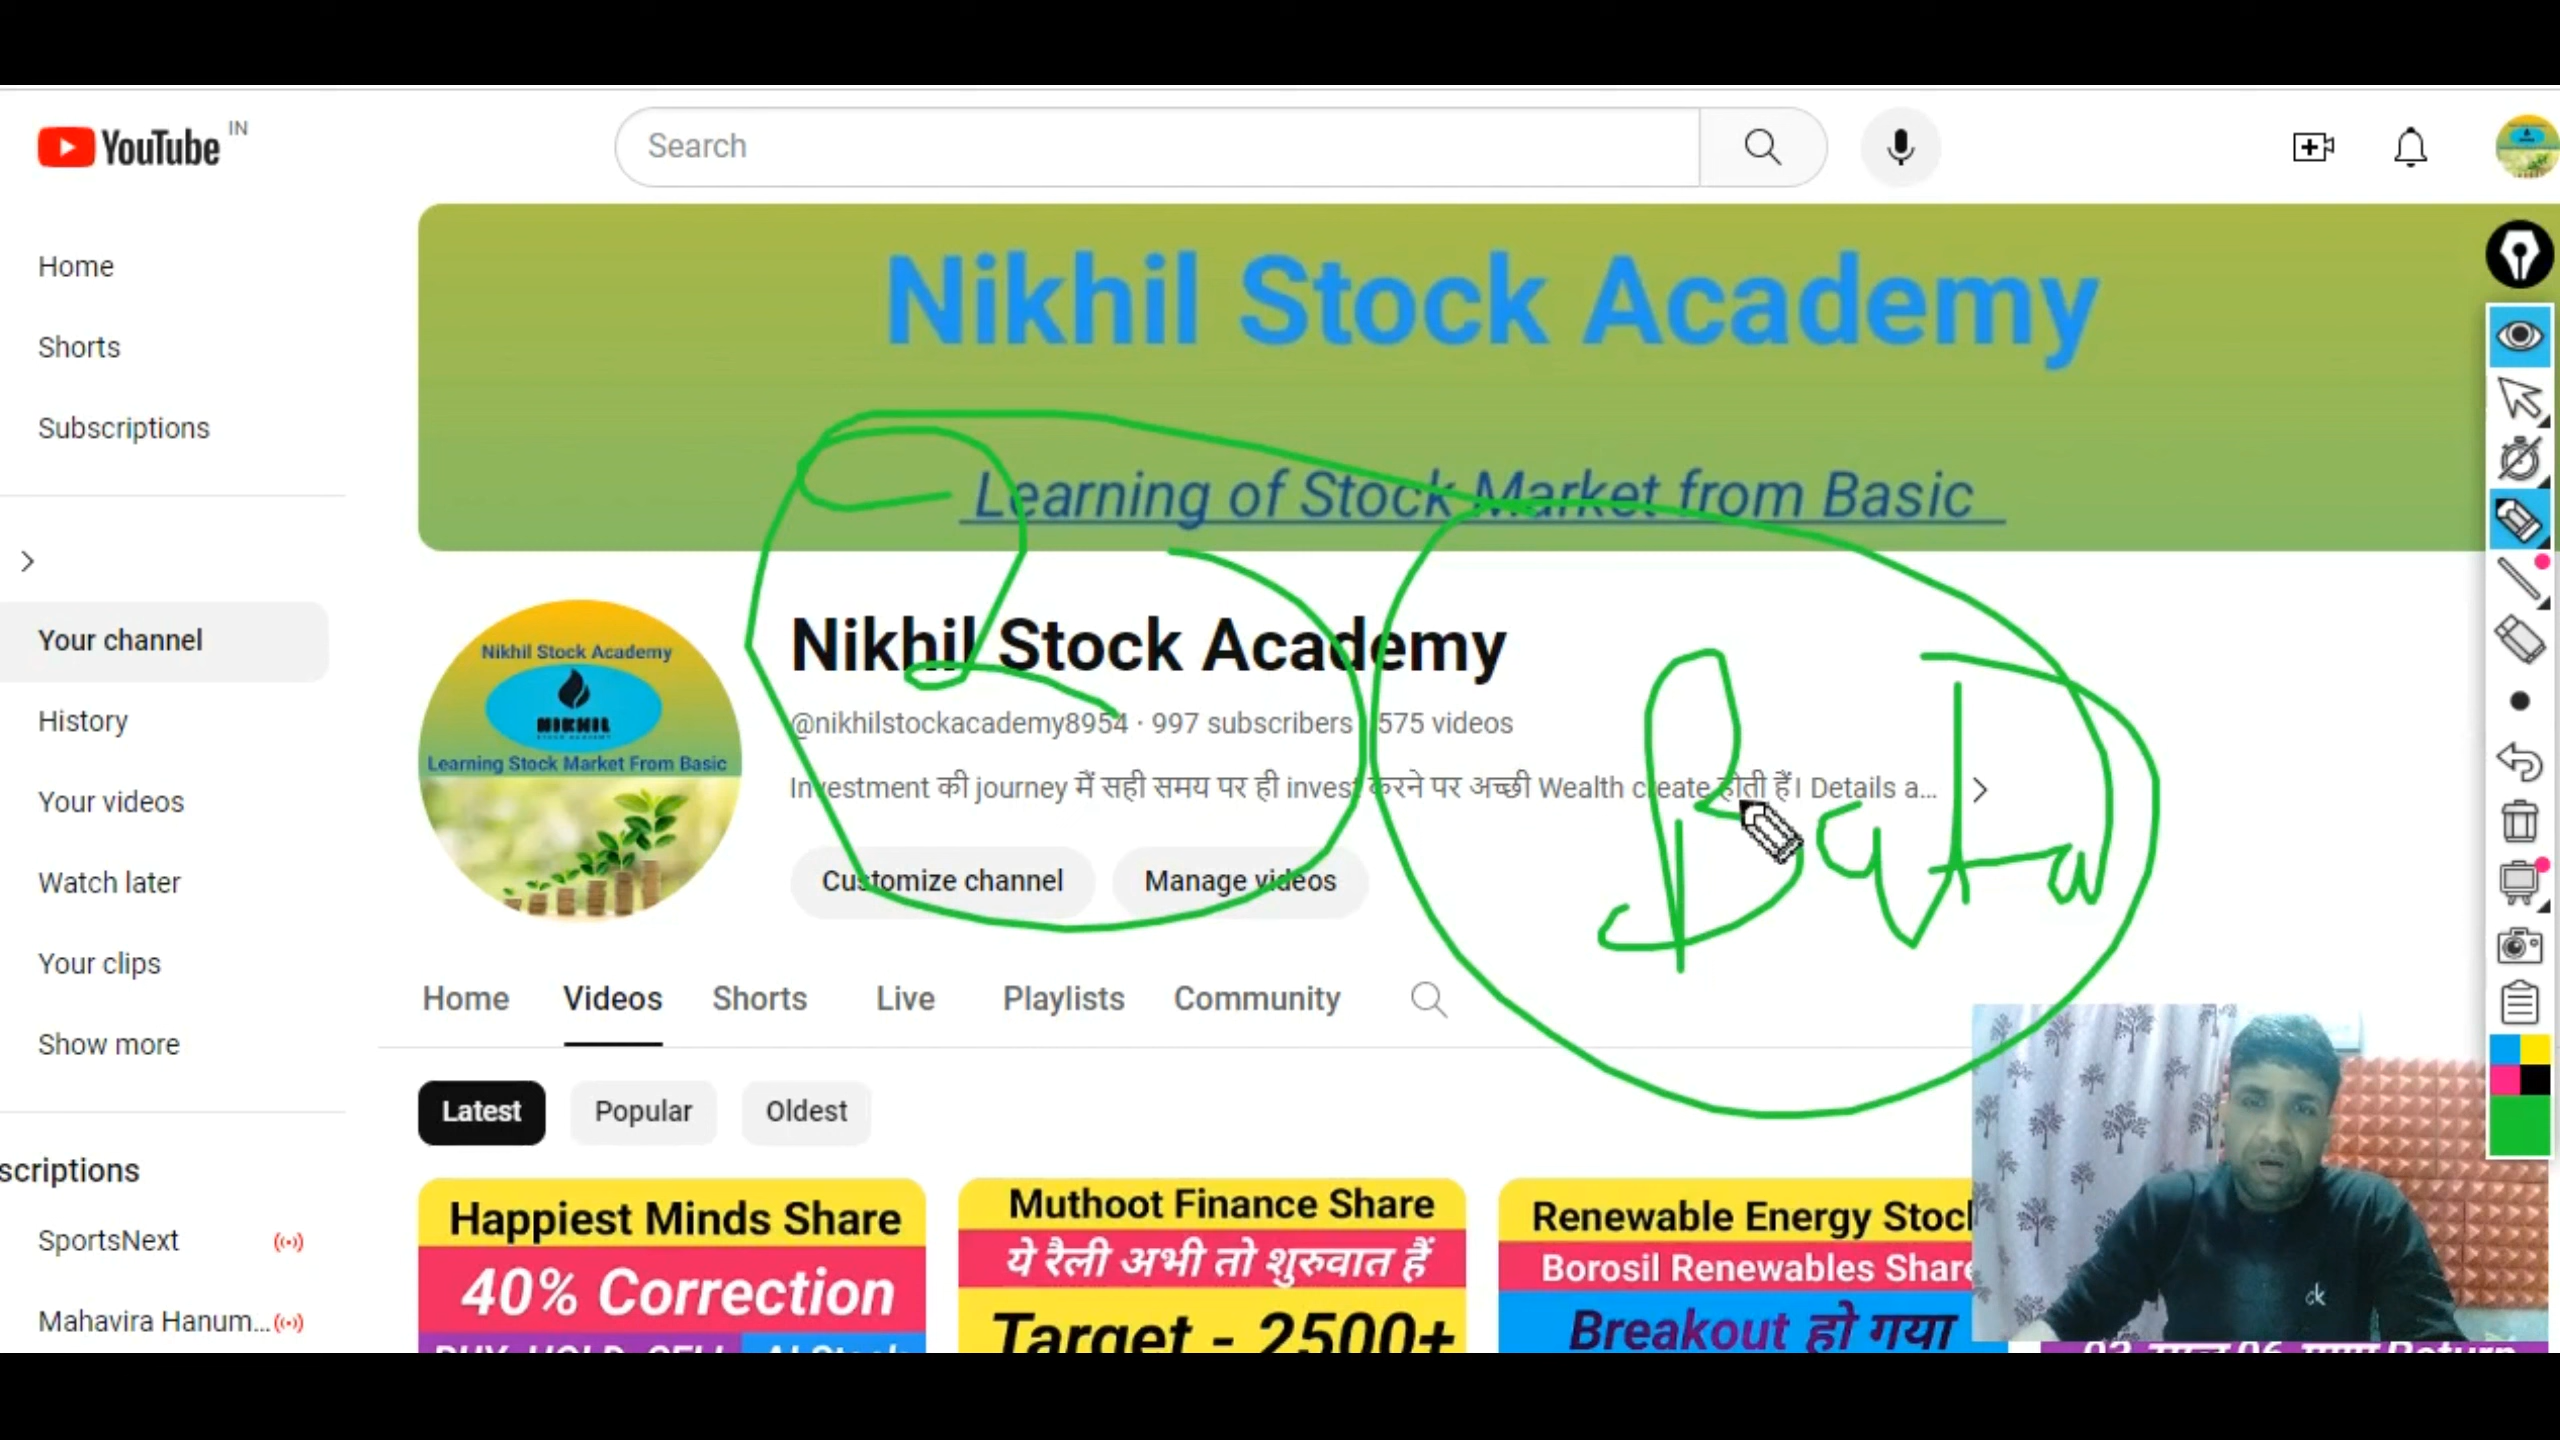 YouTube IN
Search
Home
Shorts
Subscriptions
Your channel
History
Your videos
Watch later
Your clips
Show more
scriptions
SportsNext
Mahavira Hanum...
Nikhil Stock Academy
Learning of Stock Market from Basic
Nikhil Stock Academy
NIKHIL
Learning Stock Market From Basic
Nikhil Stock Academy
@nikhilstockacademy8954 · 997 subscribers 575 videos
Investment की journey मैं सही समय पर ही invest करने पर अच्छी Wealth create होती हैं। Details a...
Customize channel
Manage videos
Bata
Home Videos Shorts Live Playlists Community
Latest Popular Oldest
Happiest Minds Share
40% Correction
Muthoot Finance Share
ये रैली अभी तो शुरुवात हैं
Target - 2500+
Renewable Energy Stock
Borosil Renewables Share
Breakout हो गया
ck